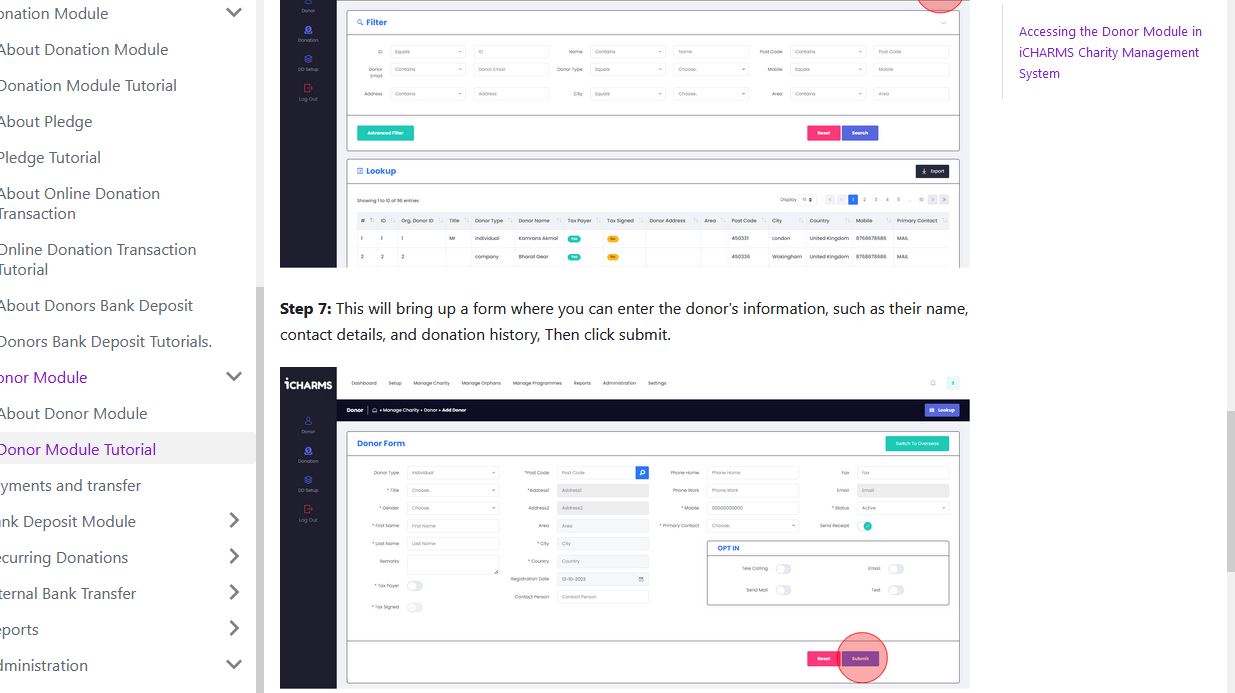 onation Module
About Donation Module
Donation Module Tutorial
About Pledge
Pledge Tutorial
About Online Donation
Transaction
Online Donation Transaction
Tutorial
About Donors Bank Deposit
Donors Bank Deposit Tutorials.
onor Module
About Donor Module
Donor Module Tutorial
yments and transfer
nk Deposit Module
ecurring Donations
ternal Bank Transfer
eports
dministration
Donor
Donation
DD Setup
Log Out
Filter
ID Equals ID Name Contains Name Post Code Contains Post Code
Donor Email Contains Donor Email Donor Type Equals Choose.. Mobile Equals Mobile
Address Contains Address City Equals Choose.. Area Contains Area
Advanced Filter Reset Search
Lookup Export
Showing 1 to 10 of 96 entries Display 10 1 2 3 4 5 .. 10
# ID Org. Donor ID Title Donor Type Donor Name Tax Payer Tax Signed Donor Address Area Post Code City Country Mobile Primary Contact
1 1 1 Mr individual Kamrans Akmal Yes No 450331 London United Kingdom 8768678686 MAIL
2 2 2 company Bharat Gear Yes No 450336 Wokingham United Kingdom 8768678686 MAIL
Step 7: This will bring up a form where you can enter the donor's information, such as their name,
contact details, and donation history, Then click submit.
iCHARMS Dashboard Setup Manage Charity Manage Orphans Manage Programmes Reports Administration Settings
Donor Manage Charity • Donor • Add Donor Lookup
Donor
Donation
DD Setup
Log Out
Donor Form Switch To Overseas
Donor Type Individual *Post Code Post Code Phone Home Phone Home Fax Fax
* Title Choose.. *Address1 Address1 Phone Work Phone Work Email Email
* Gender Choose.. Address2 Address2 * Mobile 00000000000 * Status Active
* First Name First Name Area Area * Primary Contact Choose.. Send Receipt
* Last Name Last Name * City City OPT IN
Remarks * Country Country Tele Calling Email
Registration Date 13-10-2023
* Tax Payer Contact Person Contact Person Send Mail Text
* Tax Signed
Reset Submit
Accessing the Donor Module in
iCHARMS Charity Management
System